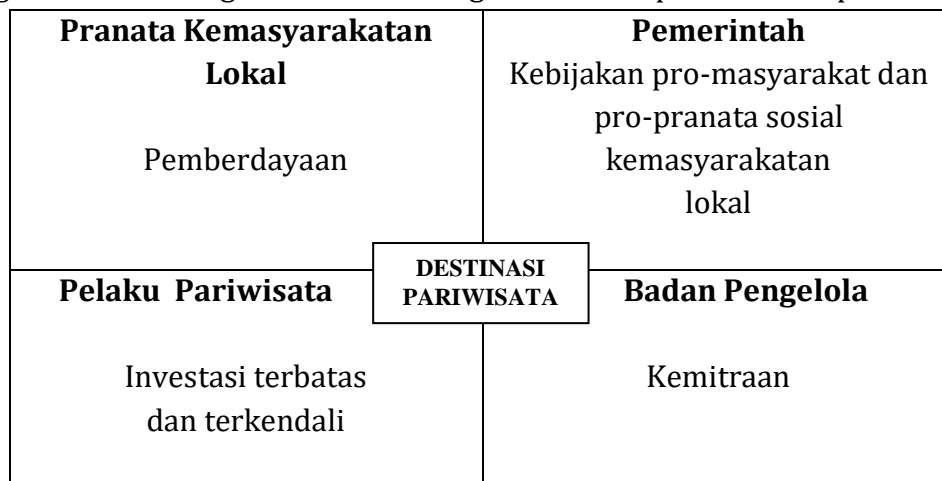 Pranata Kemasyarakatan
Lokal
Pemberdayaan
Pemerintah
Kebijakan pro-masyarakat dan
pro-pranata sosial
kemasyarakatan
lokal
DESTINASI
PARIWISATA
Pelaku Pariwisata
Investasi terbatas
dan terkendali
Badan Pengelola
Kemitraan